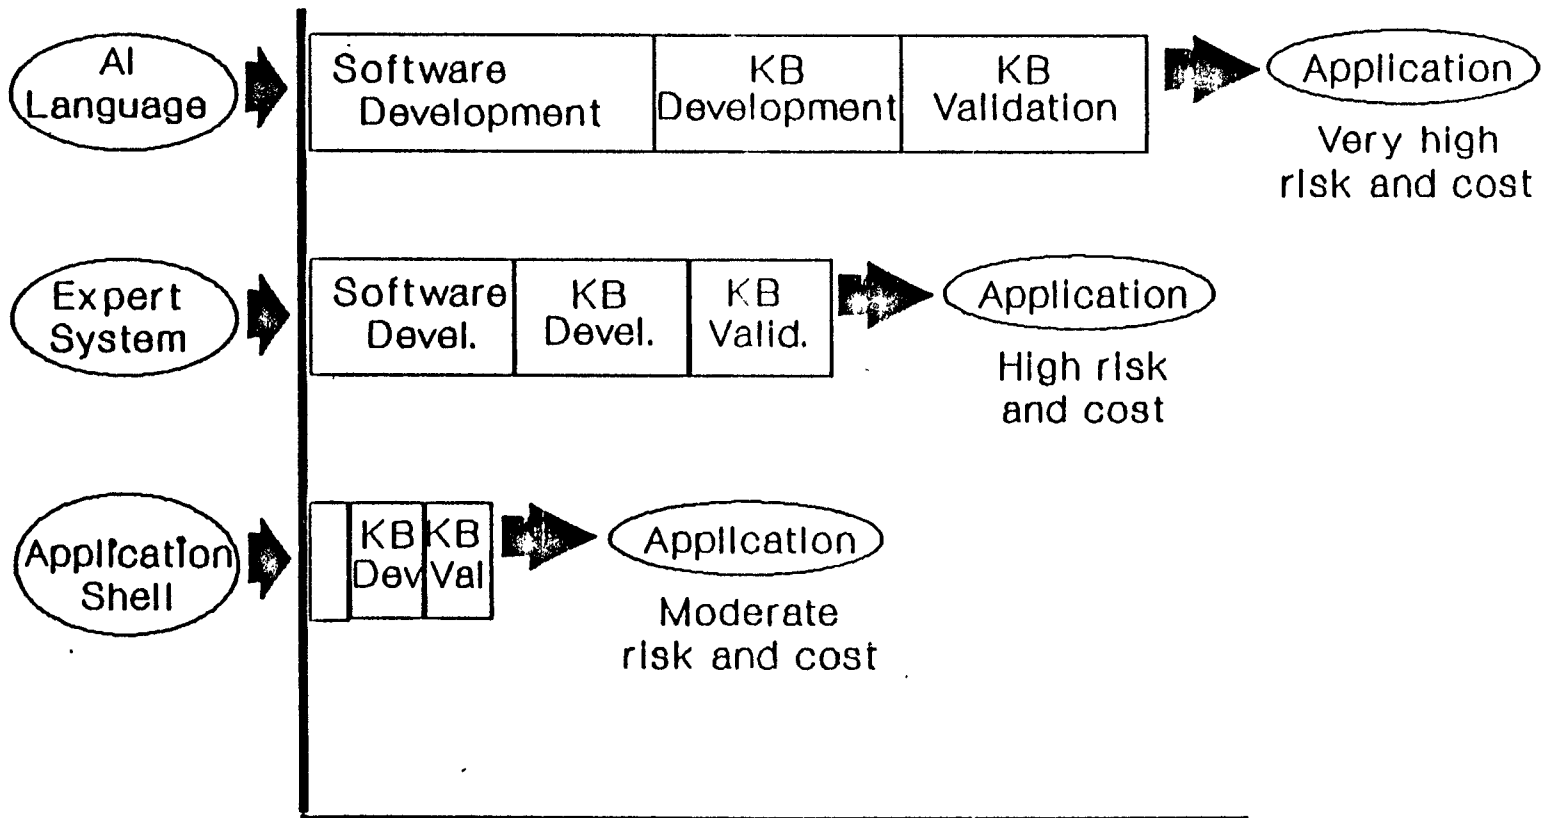 AI
Language
Software
Development
KB
Development
KB
Validation
Application
Very high
risk and cost
Expert
System
Software
Devel.
KB
Devel.
KB
Valid.
Application
High risk
and cost
Application
Shell
KB
Dev
KB
Val
Application
Moderate
risk and cost